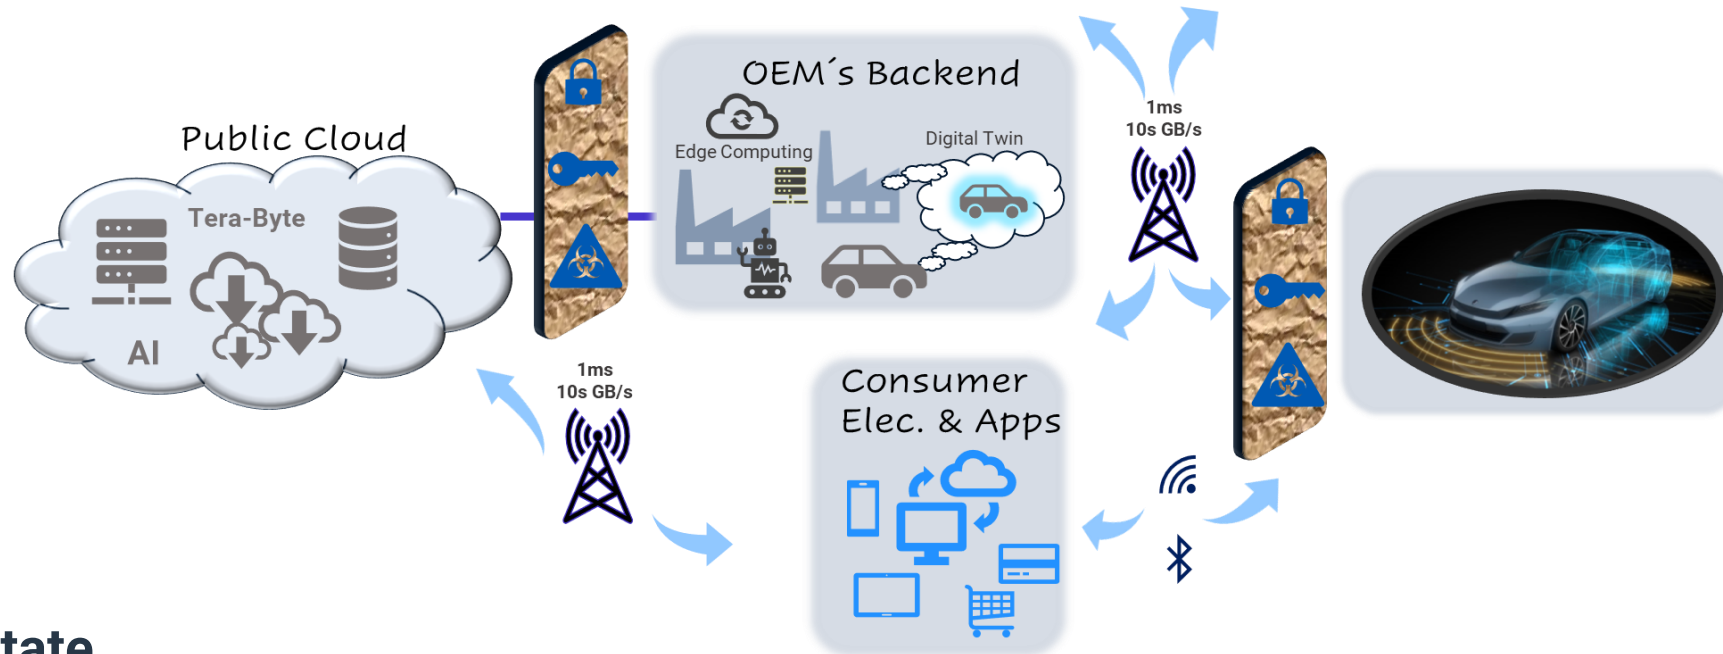 Public Cloud
Tera-Byte
AI
OEM´s Backend
Edge Computing
Digital Twin
1ms
10s GB/s
1ms
10s GB/s
Consumer
Elec. & Apps
tate